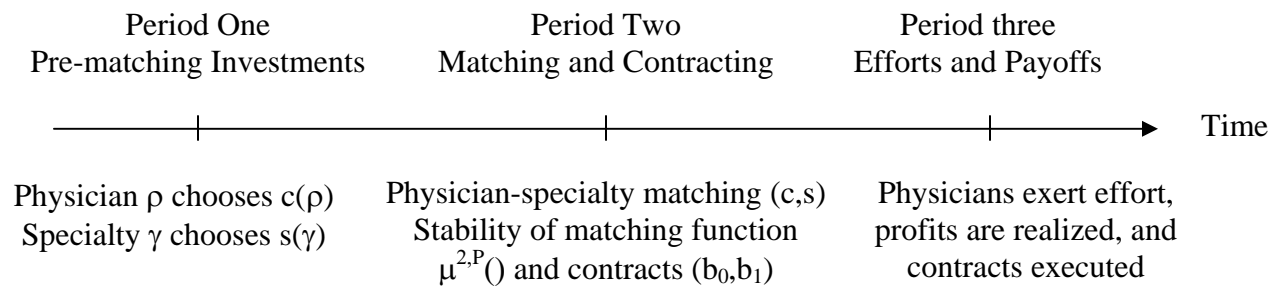 Period One
Pre-matching Investments
Period Two
Matching and Contracting
Period three
Efforts and Payoffs
Time
Physician ρ chooses c(ρ)
Specialty γ chooses s(γ)
Physician-specialty matching (c,s)
Stability of matching function
μ²,ᴾ() and contracts (b₀,b₁)
Physicians exert effort,
profits are realized, and
contracts executed